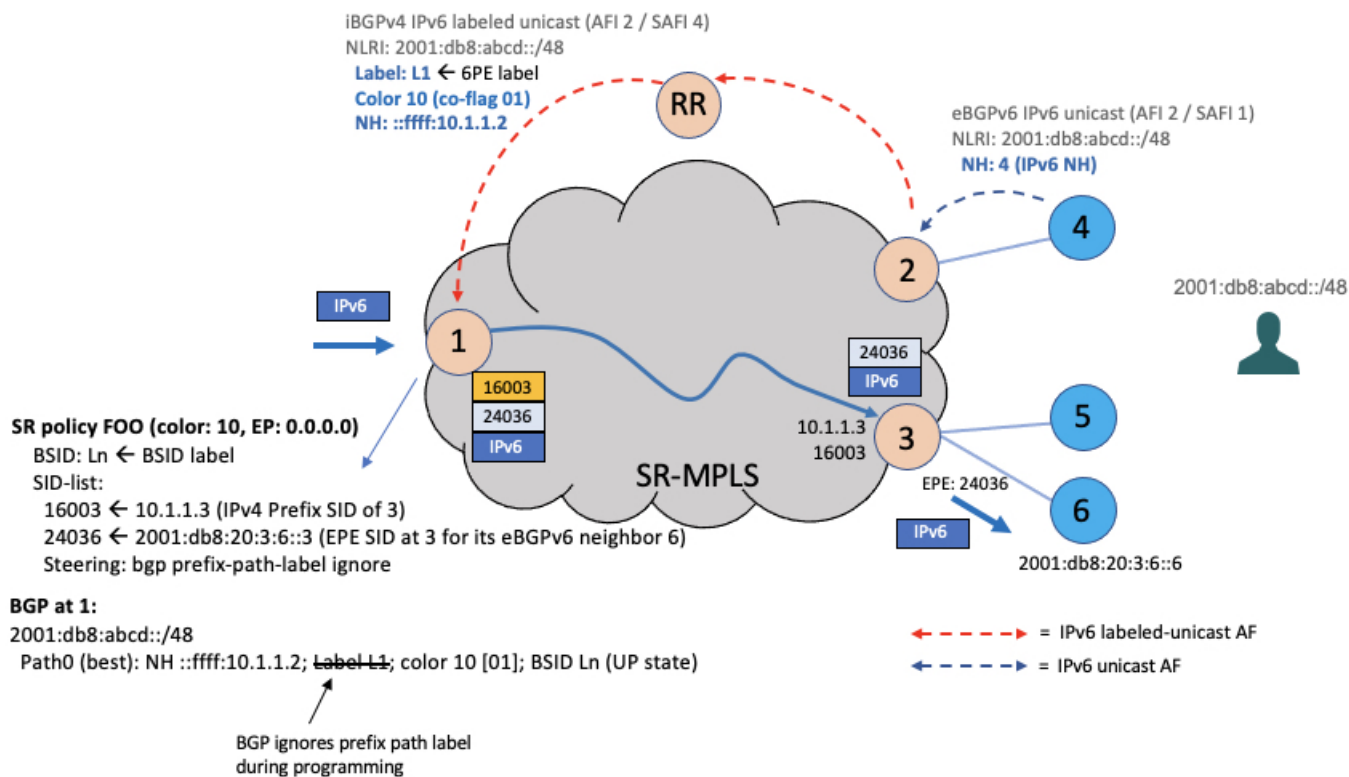 iBGPv4 IPv6 labeled unicast (AFI 2 / SAFI 4)
NLRI: 2001:db8:abcd::/48
Label: L1 ← 6PE label
Color 10 (co-flag 01)
NH: ::ffff:10.1.1.2
RR
eBGPv6 IPv6 unicast (AFI 2 / SAFI 1)
NLRI: 2001:db8:abcd::/48
NH: 4 (IPv6 NH)
4
2
2001:db8:abcd::/48
IPv6
1
16003
24036
IPv6
24036
IPv6
10.1.1.3
16003
3
5
SR-MPLS
EPE: 24036
6
IPv6
2001:db8:20:3:6::6
SR policy FOO (color: 10, EP: 0.0.0.0)
BSID: Ln ← BSID label
SID-list:
16003 ← 10.1.1.3 (IPv4 Prefix SID of 3)
24036 ← 2001:db8:20:3:6::3 (EPE SID at 3 for its eBGPv6 neighbor 6)
Steering: bgp prefix-path-label ignore
BGP at 1:
2001:db8:abcd::/48
Path0 (best): NH ::ffff:10.1.1.2; Label L1; color 10 [01]; BSID Ln (UP state)
BGP ignores prefix path label
during programming
= IPv6 labeled-unicast AF
= IPv6 unicast AF